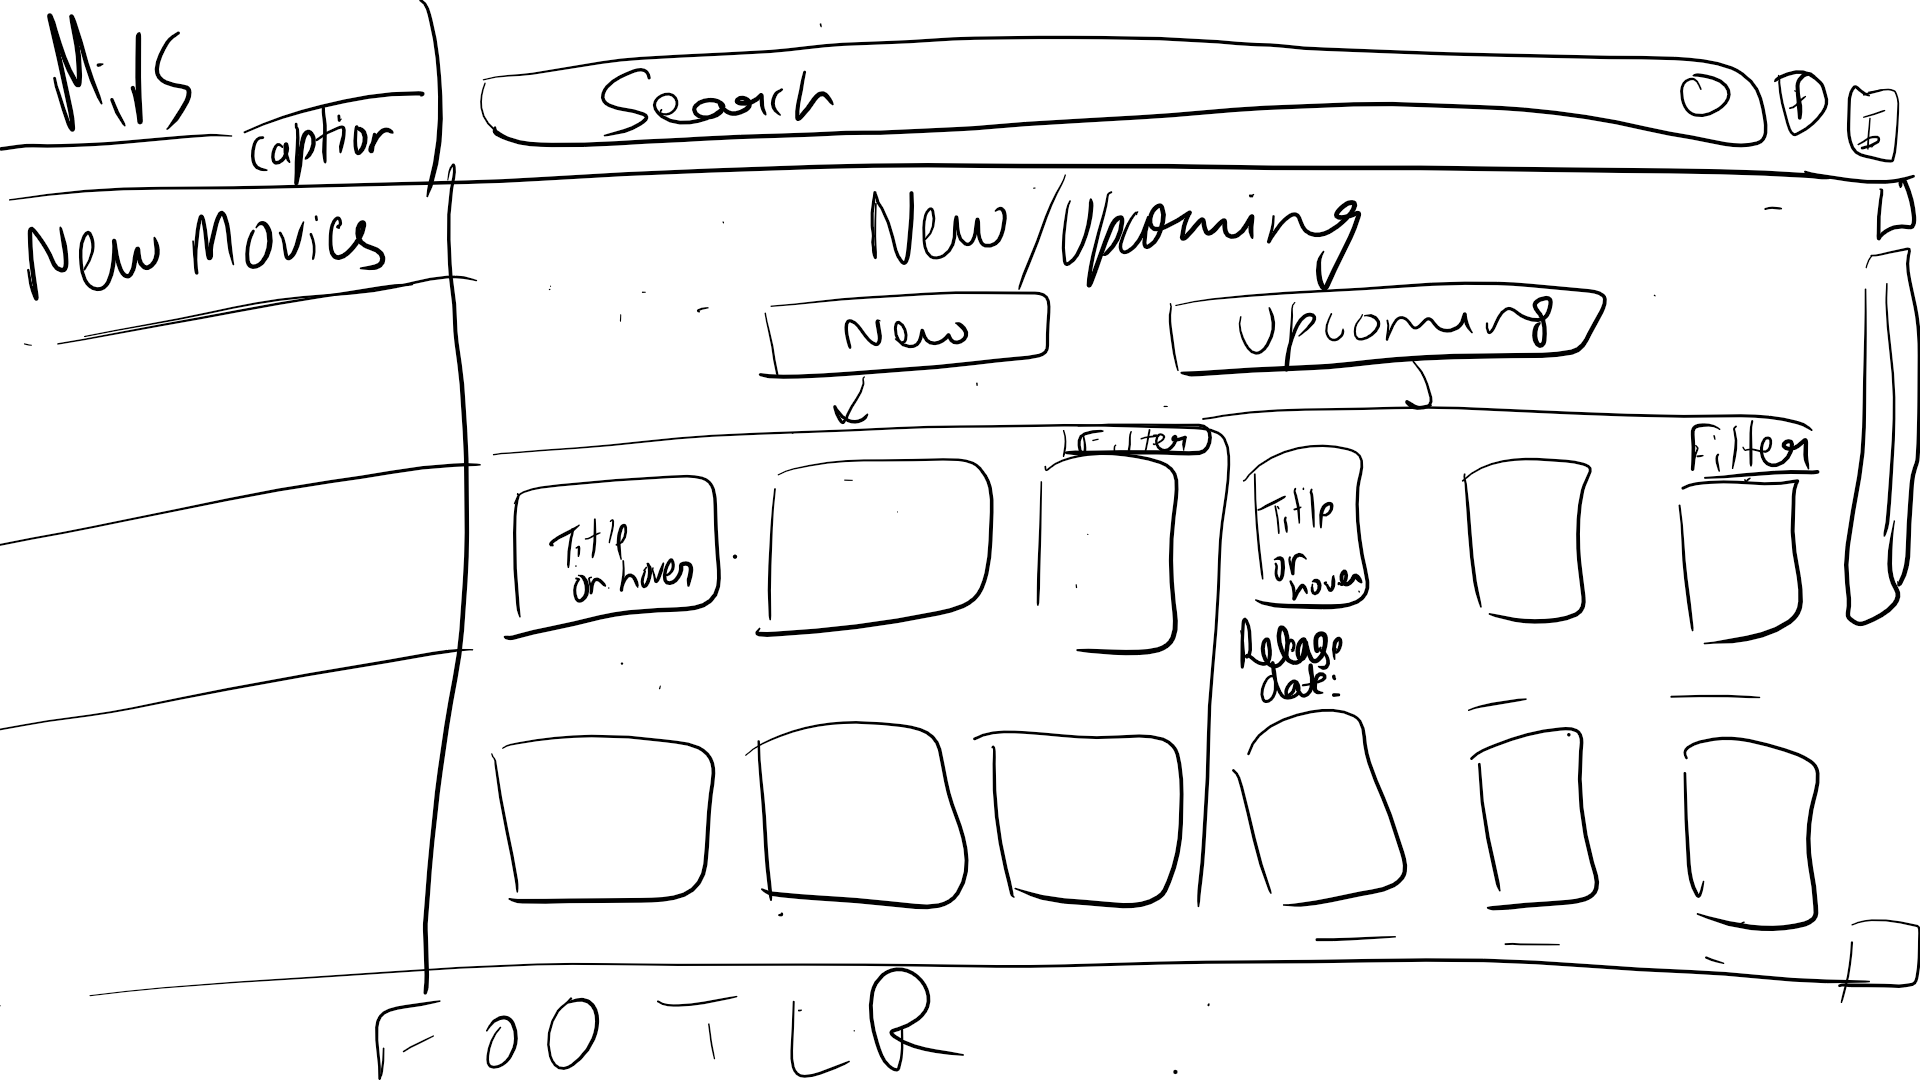 Search
caption
New Movies
New/Upcoming
New
Upcoming
Filter
Filter
Title
on hover
Title
on
hover
Release
date:
FOOTER